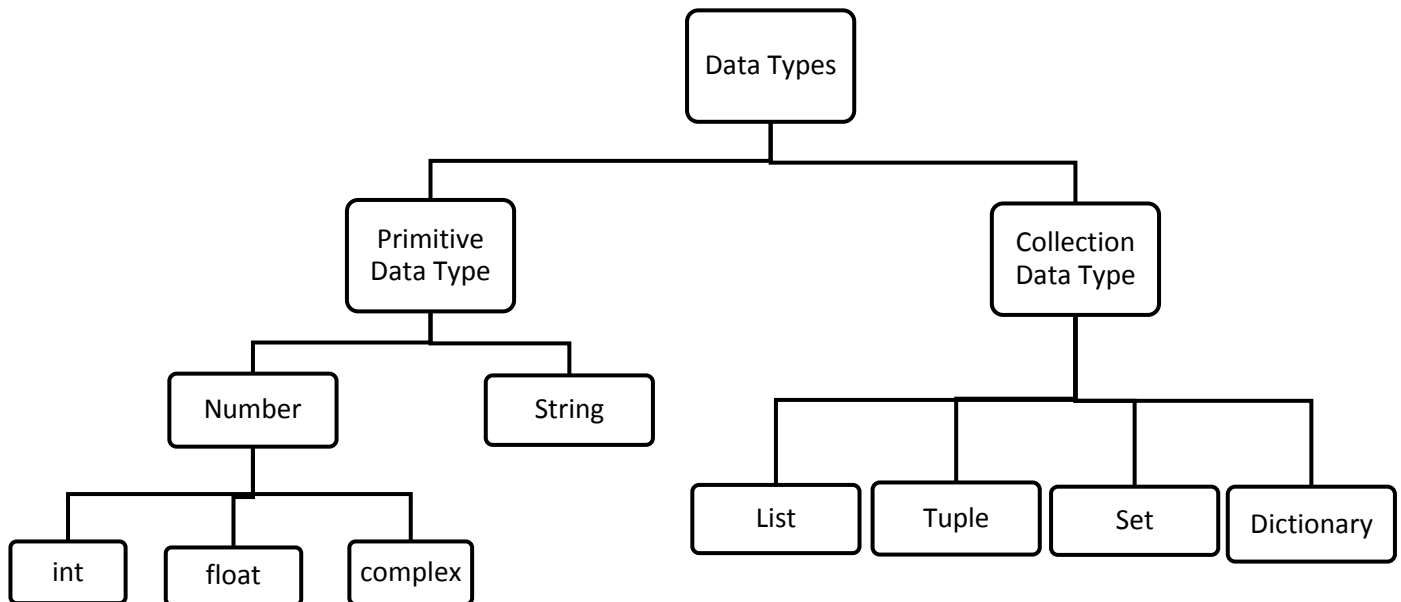 Data Types
Primitive
Data Type
Collection
Data Type
Number
String
List
Tuple
Set
Dictionary
int
float
complex